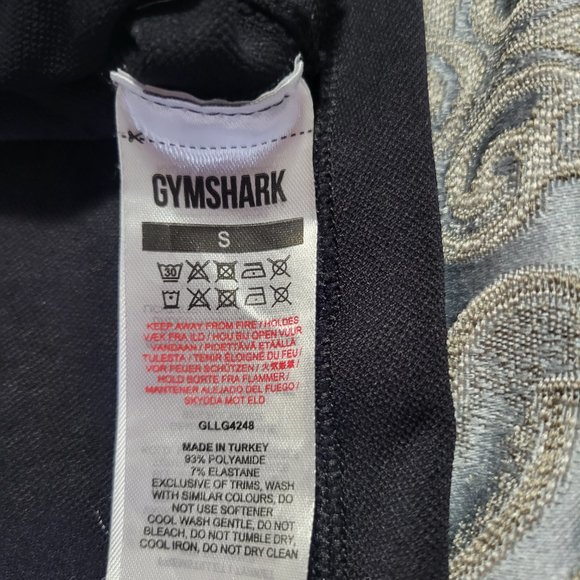 GYMSHARK
S
30
KEEP AWAY FROM FIRE / HOLDES
VÆK FRA ILD / HOU BIJ OPEN VUUR
VANDAAN / PIDETTÄVÄ ETÄÄLLÄ
TULESTA / TENIR ÉLOIGNÉ DU FEU /
VOR FEUER SCHÜTZEN / 火気厳禁 /
HOLD BORTE FRA FLAMMER /
MANTENER ALEJADO DEL FUEGO /
SKYDDA MOT ELD
GLLG4248
MADE IN TURKEY
93% POLYAMIDE
7% ELASTANE
EXCLUSIVE OF TRIMS, WASH
WITH SIMILAR COLOURS, DO
NOT USE SOFTENER
COOL WASH GENTLE, DO NOT
BLEACH, DO NOT TUMBLE DRY,
COOL IRON, DO NOT DRY CLEAN